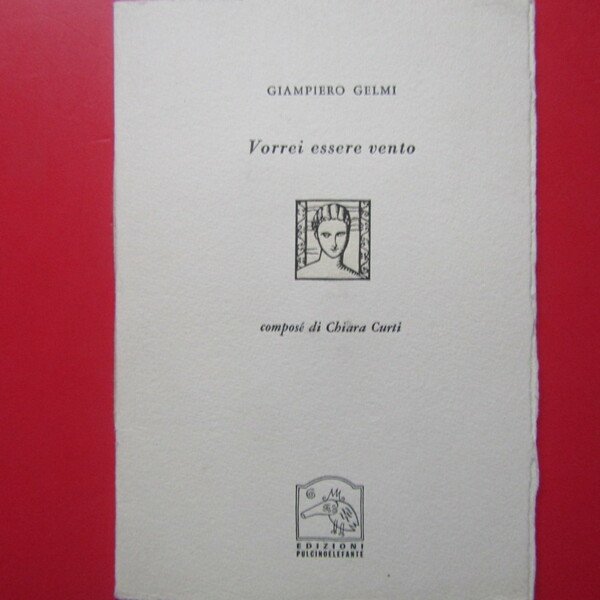 GIAMPIERO GELMI
Vorrei essere vento
composé di Chiara Curti
EDIZIONI
PULCINOELEFANTE